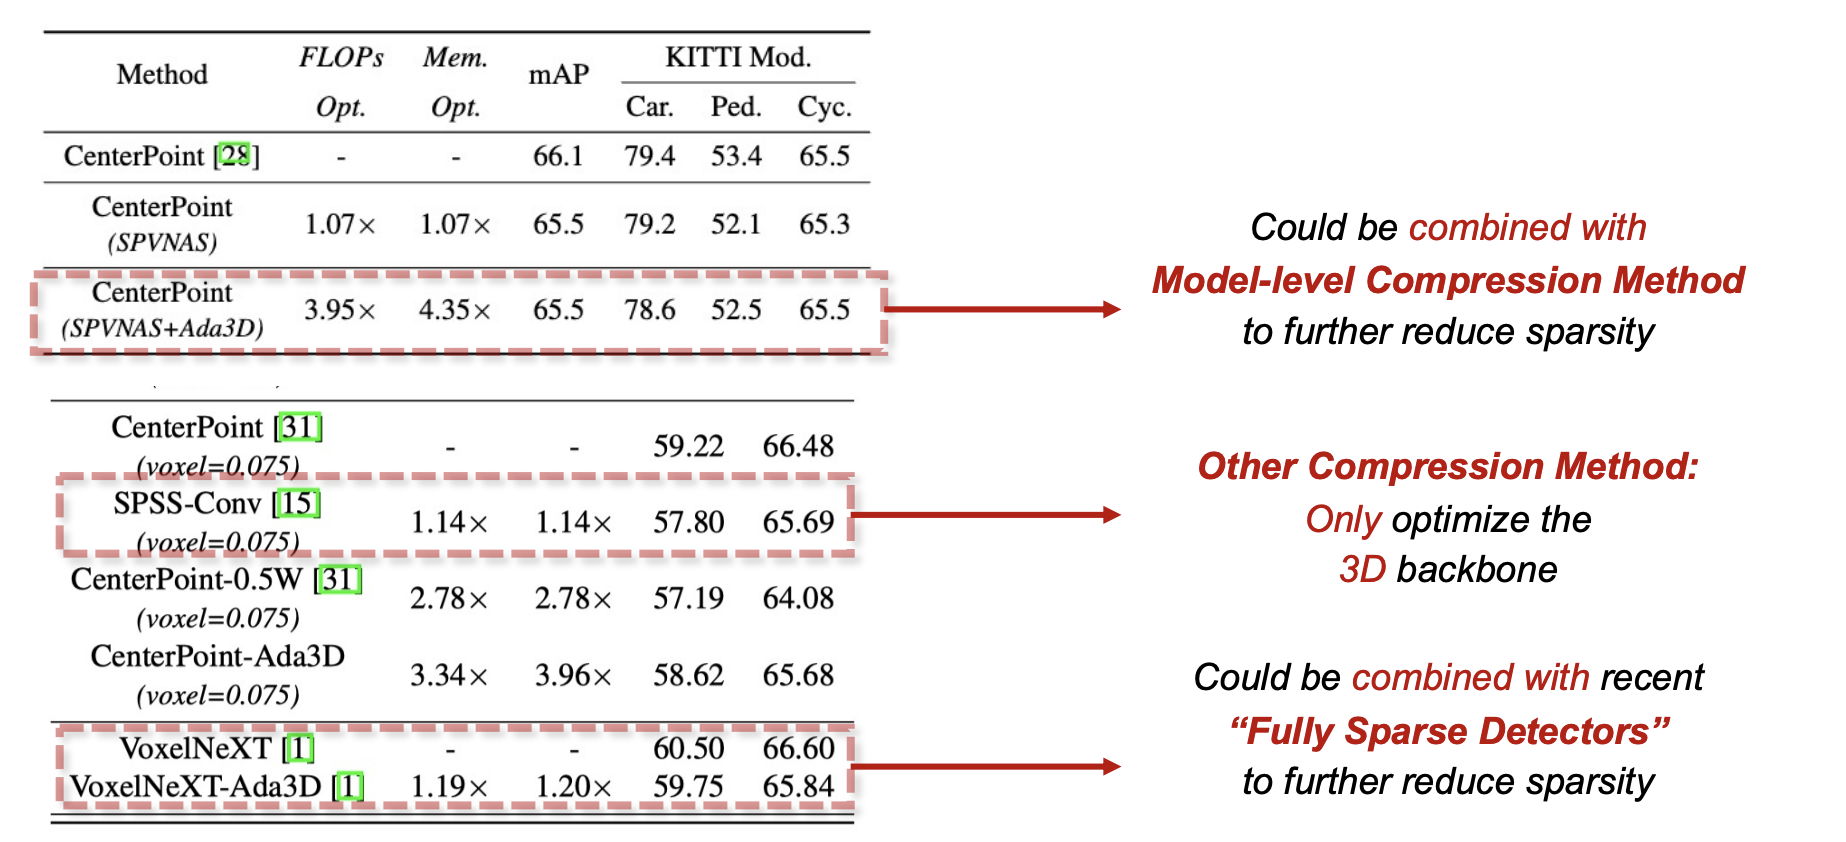 Method FLOPs Mem. mAP KITTI Mod.
Opt. Opt. Car. Ped. Cyc.
CenterPoint [28] - - 66.1 79.4 53.4 65.5
CenterPoint
(SPVNAS) 1.07× 1.07× 65.5 79.2 52.1 65.3
CenterPoint
(SPVNAS+Ada3D) 3.95× 4.35× 65.5 78.6 52.5 65.5
Could be combined with
Model-level Compression Method
to further reduce sparsity
CenterPoint [31]
(voxel=0.075) - - 59.22 66.48
SPSS-Conv [15]
(voxel=0.075) 1.14× 1.14× 57.80 65.69
CenterPoint-0.5W [31]
(voxel=0.075) 2.78× 2.78× 57.19 64.08
CenterPoint-Ada3D
(voxel=0.075) 3.34× 3.96× 58.62 65.68
VoxelNeXT [1] - - 60.50 66.60
VoxelNeXT-Ada3D [1] 1.19× 1.20× 59.75 65.84
Other Compression Method:
Only optimize the
3D backbone
Could be combined with recent
“Fully Sparse Detectors”
to further reduce sparsity